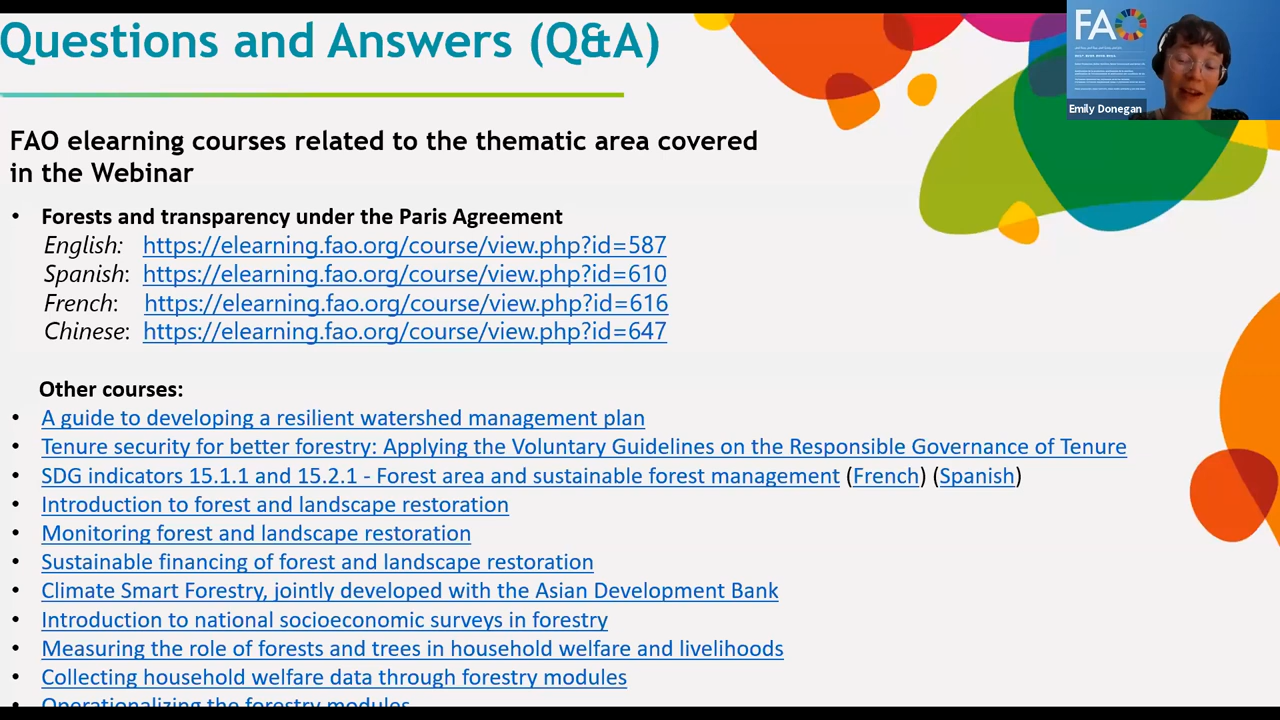 Questions and Answers (Q&A)
FAO
Emily Donegan
FAO elearning courses related to the thematic area covered
in the Webinar
• Forests and transparency under the Paris Agreement
English: https://elearning.fao.org/course/view.php?id=587
Spanish: https://elearning.fao.org/course/view.php?id=610
French: https://elearning.fao.org/course/view.php?id=616
Chinese: https://elearning.fao.org/course/view.php?id=647
Other courses:
• A guide to developing a resilient watershed management plan
• Tenure security for better forestry: Applying the Voluntary Guidelines on the Responsible Governance of Tenure
• SDG indicators 15.1.1 and 15.2.1 - Forest area and sustainable forest management (French) (Spanish)
• Introduction to forest and landscape restoration
• Monitoring forest and landscape restoration
• Sustainable financing of forest and landscape restoration
• Climate Smart Forestry, jointly developed with the Asian Development Bank
• Introduction to national socioeconomic surveys in forestry
• Measuring the role of forests and trees in household welfare and livelihoods
• Collecting household welfare data through forestry modules
• Operationalizing the forestry modules